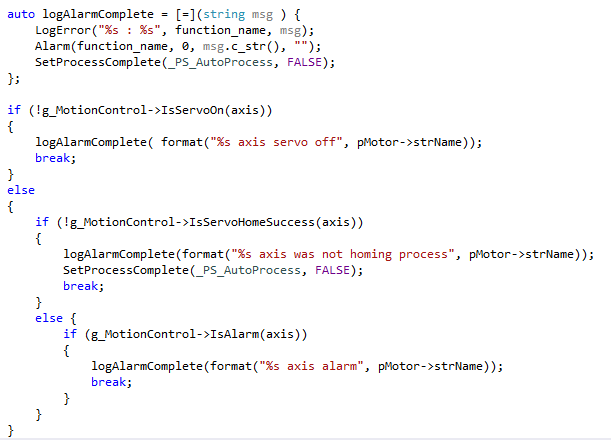 auto logAlarmComplete = [=](string msg ) {
    LogError("%s : %s", function_name, msg);
    Alarm(function_name, 0, msg.c_str(), "");
    SetProcessComplete(_PS_AutoProcess, FALSE);
};

if (!g_MotionControl->IsServoOn(axis))
{
    logAlarmComplete( format("%s axis servo off", pMotor->strName));
    break;
}
else
{
    if (!g_MotionControl->IsServoHomeSuccess(axis))
    {
        logAlarmComplete(format("%s axis was not homing process", pMotor->strName));
        SetProcessComplete(_PS_AutoProcess, FALSE);
        break;
    }
    else {
        if (g_MotionControl->IsAlarm(axis))
        {
            logAlarmComplete(format("%s axis alarm", pMotor->strName));
            break;
        }
    }
}